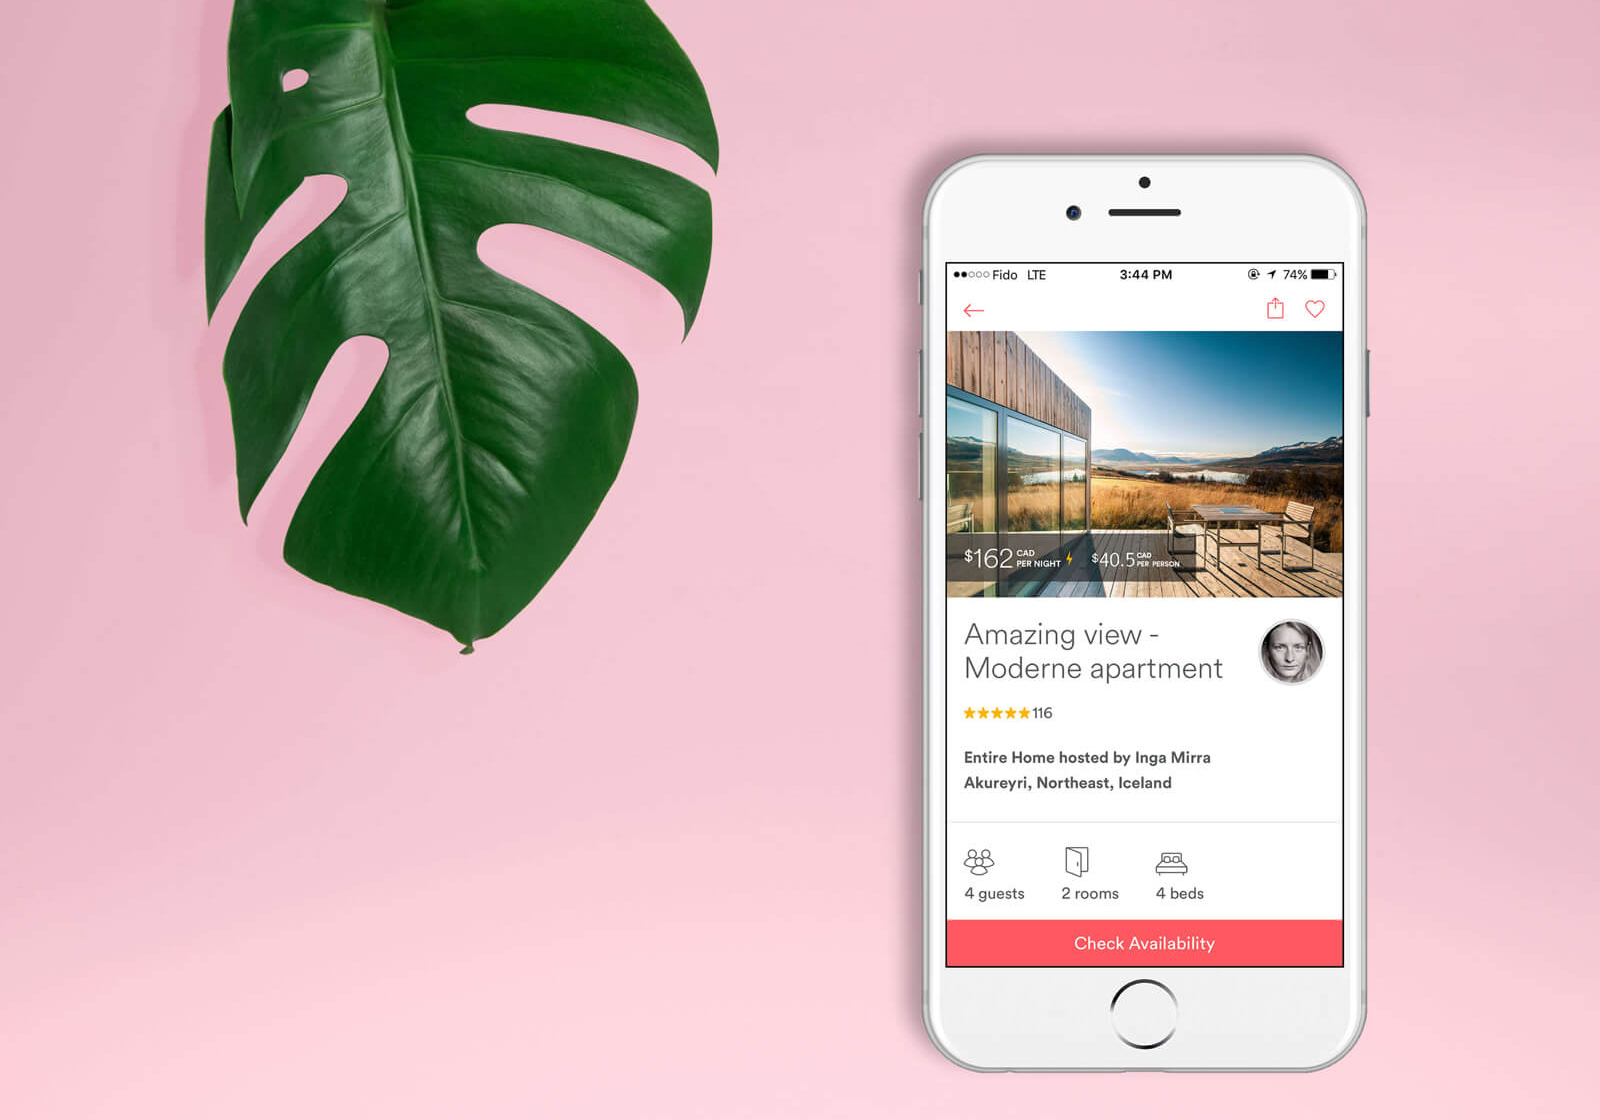 Fido LTE 3:44 PM 74%
$162 CAD PER NIGHT $40.5 CAD PER PERSON
Amazing view -
Moderne apartment
116
Entire Home hosted by Inga Mirra
Akureyri, Northeast, Iceland
4 guests 2 rooms 4 beds
Check Availability